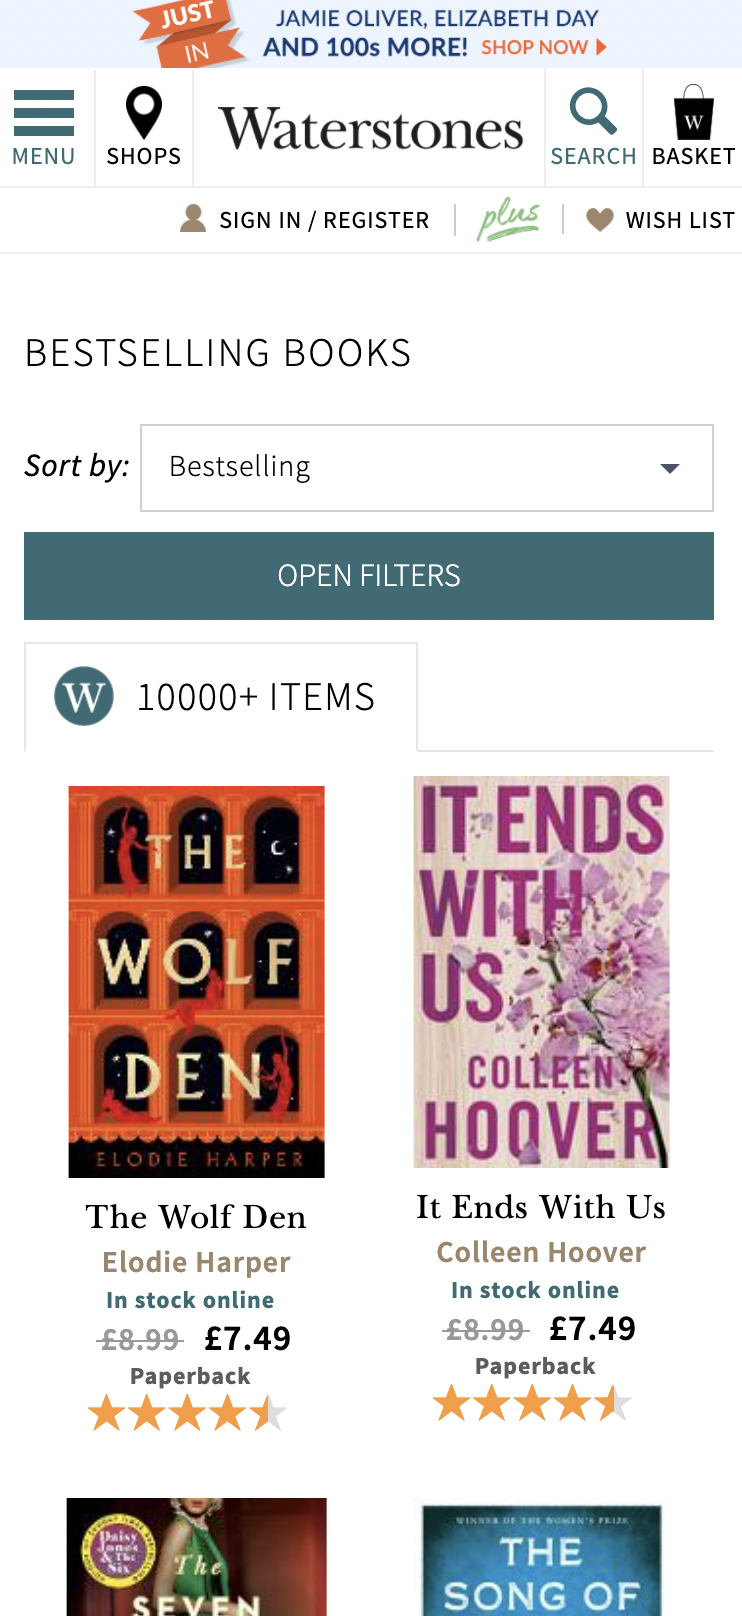 JUST
IN
JAMIE OLIVER, ELIZABETH DAY
AND 100s MORE! SHOP NOW
MENU
SHOPS
Waterstones
SEARCH
W
BASKET
SIGN IN / REGISTER
plus
WISH LIST
BESTSELLING BOOKS
Sort by:
Bestselling
OPEN FILTERS
W
10000+ ITEMS
THE
WOLF
DEN
ELODIE HARPER
The Wolf Den
Elodie Harper
In stock online
£8.99 £7.49
Paperback
IT ENDS
WITH
US
COLLEEN
HOOVER
It Ends With Us
Colleen Hoover
In stock online
£8.99 £7.49
Paperback
Daisy
Jones
& The
Six
The
SEVEN
WINNER OF THE WOMEN'S PRIZE
THE
SONG OF